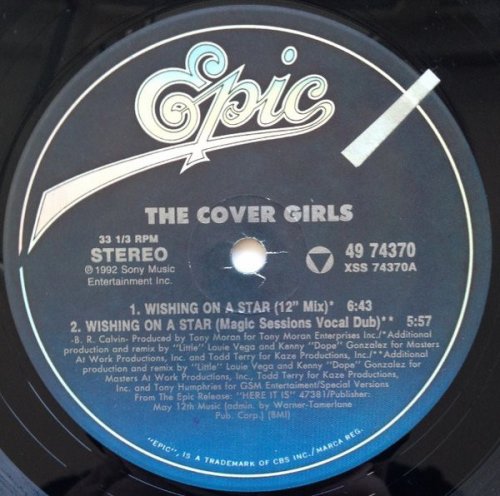 Epic
THE COVER GIRLS
33 1/3 RPM
STEREO
℗1992 Sony Music
Entertainment Inc.
49 74370
XSS 74370A
1. WISHING ON A STAR (12" Mix)* 6:43
2. WISHING ON A STAR (Magic Sessions Vocal Dub)** 5:57
-B. R. Calvin- Produced by Tony Moran for Tony Moran Enterprises Inc./*Additional
production and remix by "Little" Louie Vega and Kenny "Dope" Gonzalez for Masters
At Work Productions, Inc. and Todd Terry for Kaze Productions, Inc./**Additional
production and remix by "Little" Louie Vega and Kenny "Dope" Gonzalez for
Masters At Work Productions, Inc., Todd Terry for Kaze Productions, Inc.,
Inc. and Tony Humphries for GSM Entertaiment/Special Versions
From The Epic Release: "HERE IT IS" 47381/Publisher:
May 12th Music (admin. by Warner-Tamerlane
Pub. Corp.) (BMI)
"EPIC", IS A TRADEMARK OF CBS INC./MARCA REG.